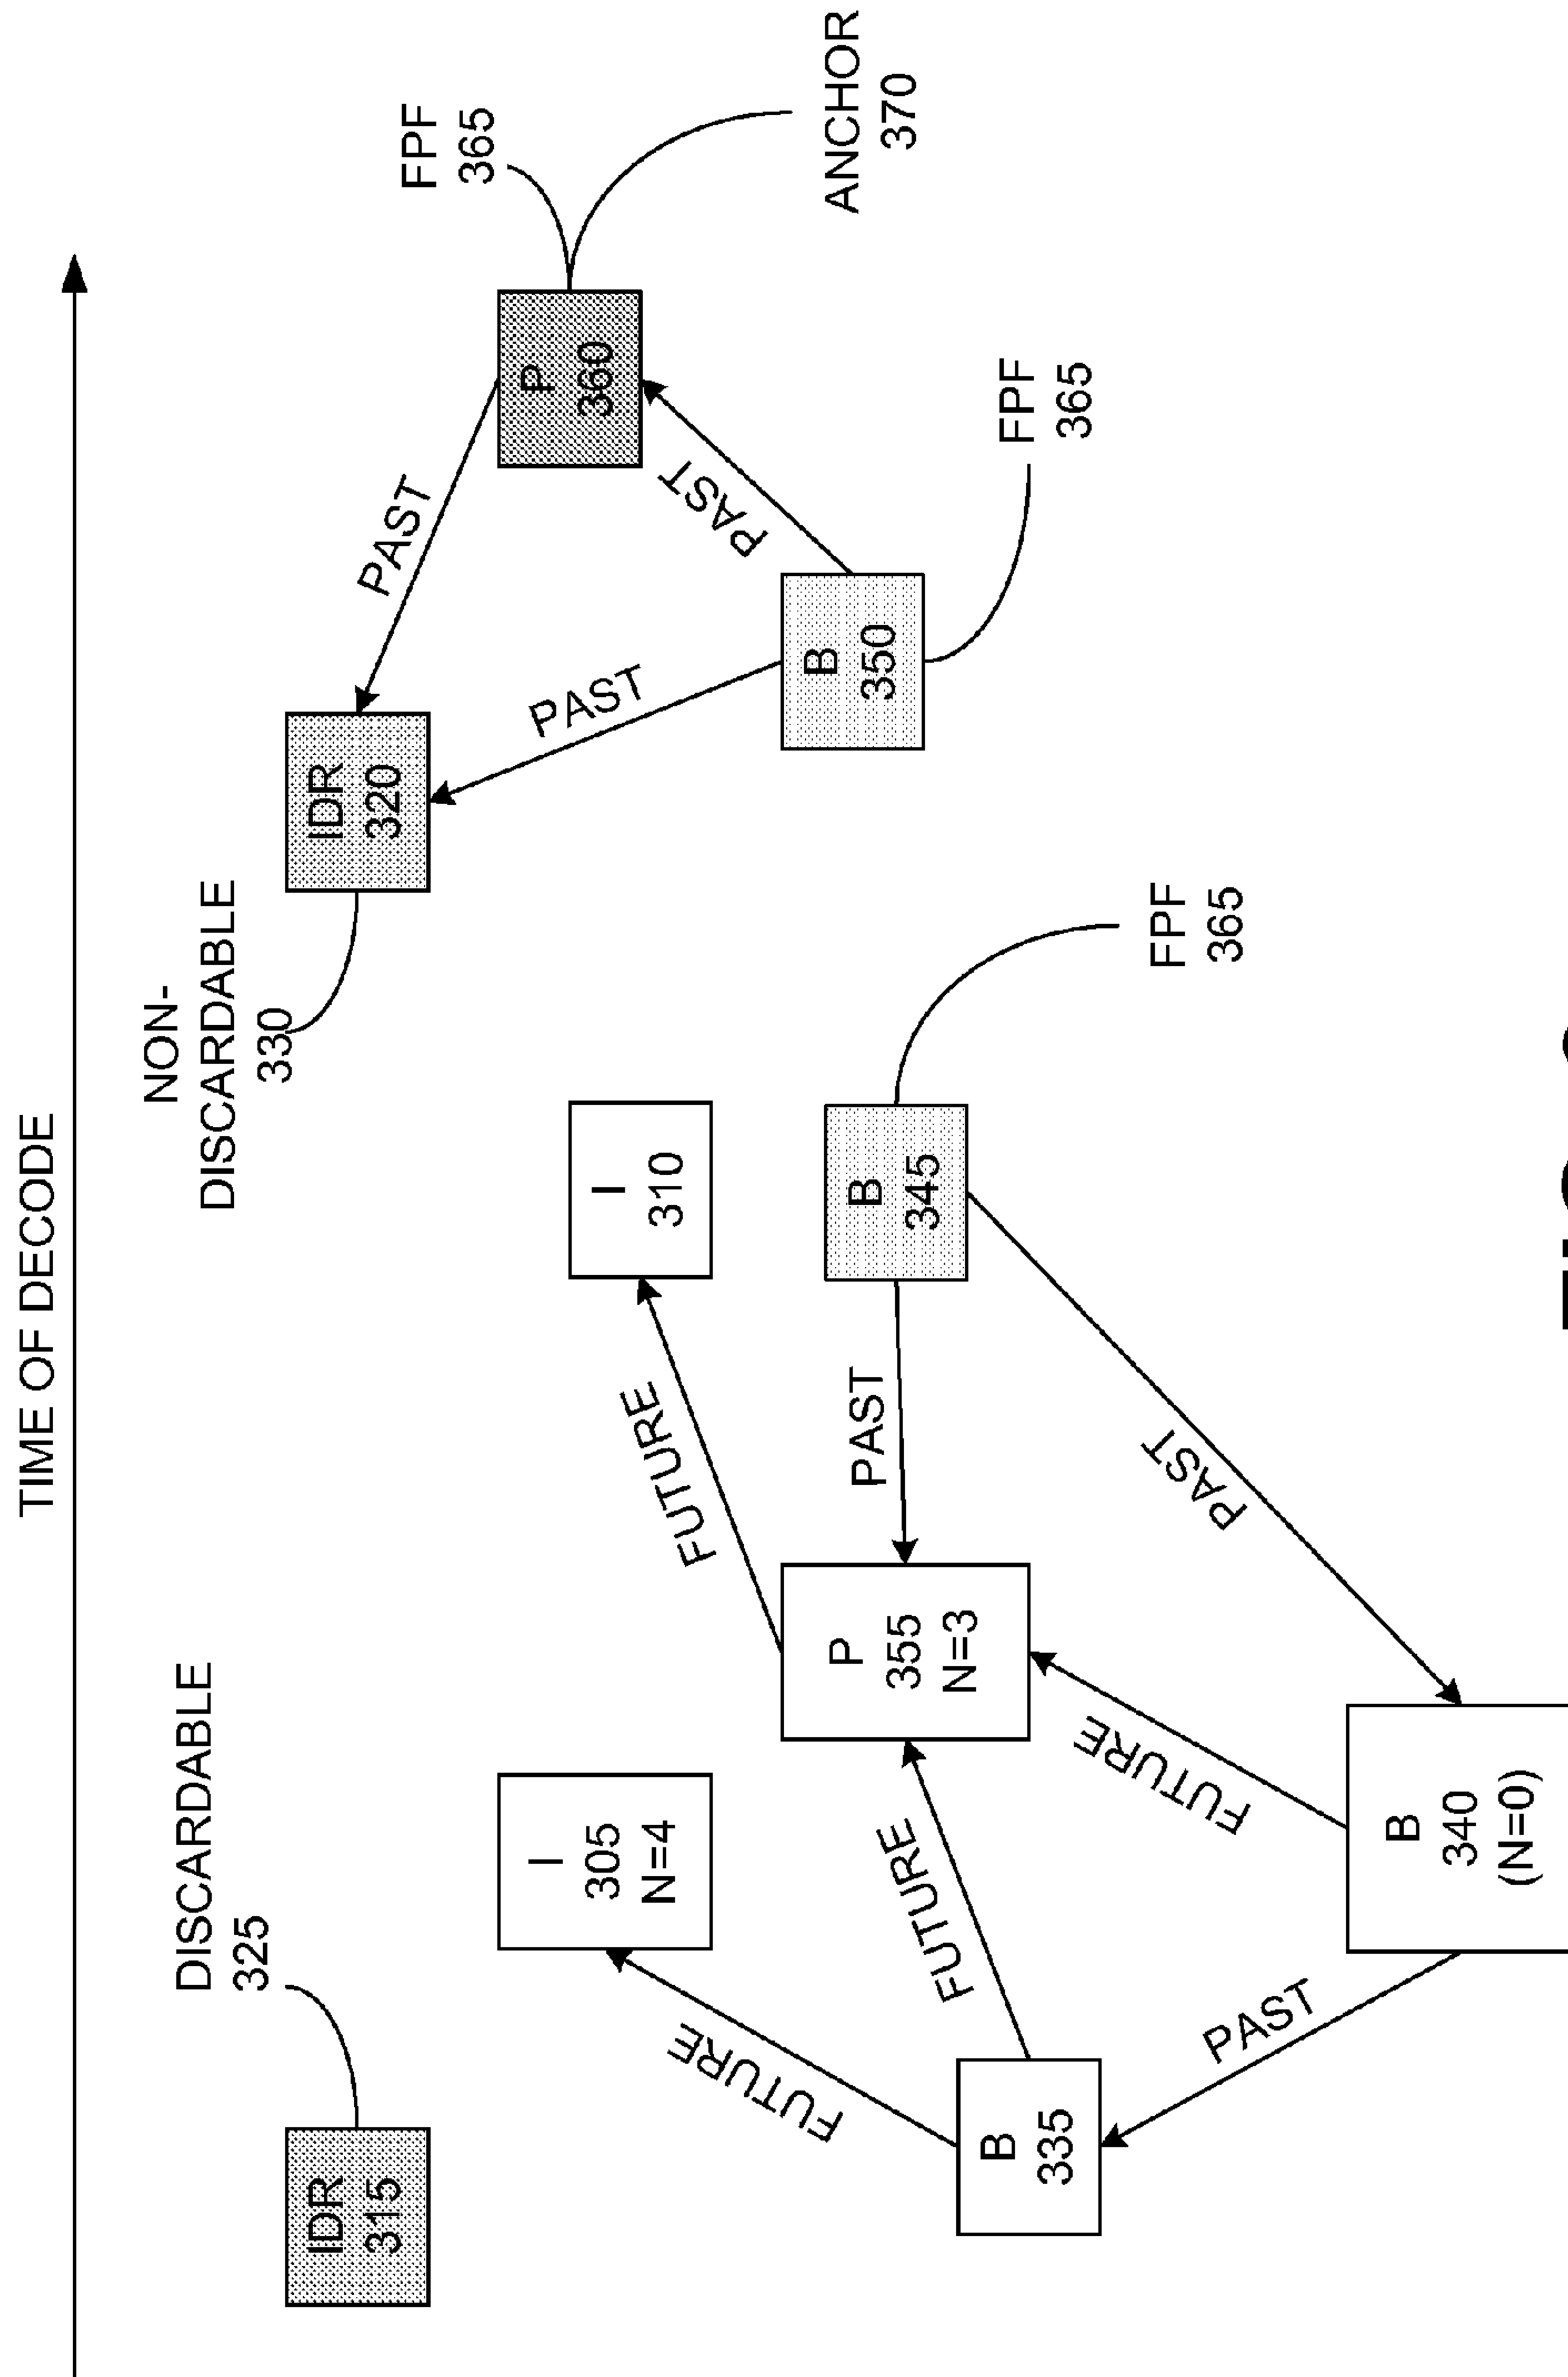 TIME OF DECODE
DISCARDABLE
325
NON-
DISCARDABLE
330
IDR
315
IDR
320
PAST
FPF
365
I
305
N=4
FUTURE
I
310
PAST
P
360
ANCHOR
370
FUTURE
FUTURE
P
355
N=3
PAST
B
345
PAST
B
350
B
335
FUTURE
PAST
FPF
365
FPF
365
PAST
B
340
(N=0)